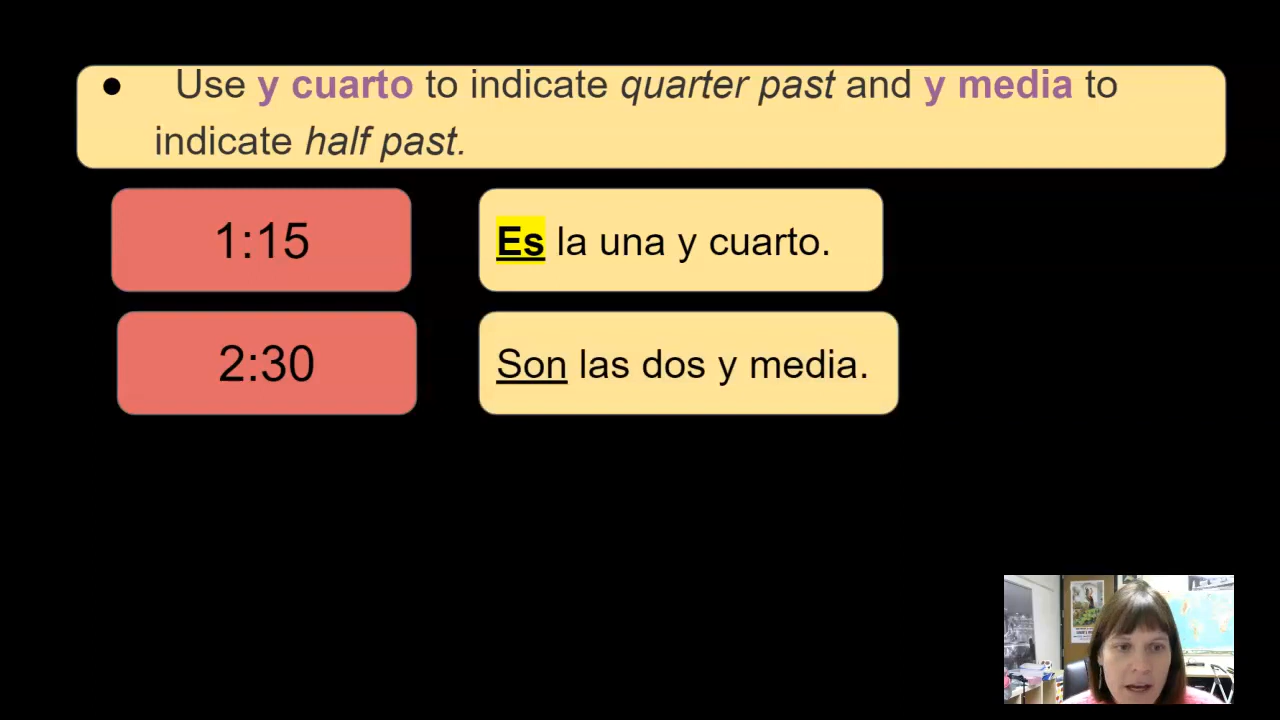 ● Use y cuarto to indicate quarter past and y media to
indicate half past.
1:15
Es la una y cuarto.
2:30
Son las dos y media.